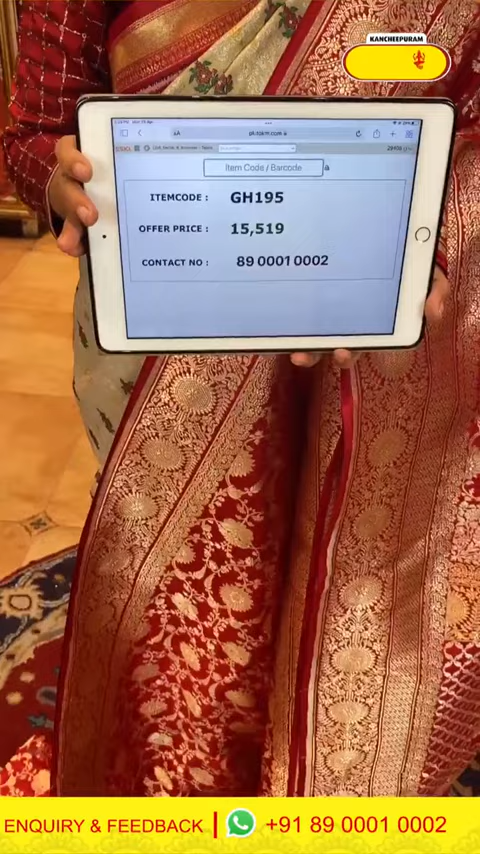 KANCHEEPURAM
Item Code / Barcode
ITEMCODE : GH195
OFFER PRICE : 15,519
CONTACT NO : 89 0001 0002
ENQUIRY & FEEDBACK | +91 89 0001 0002